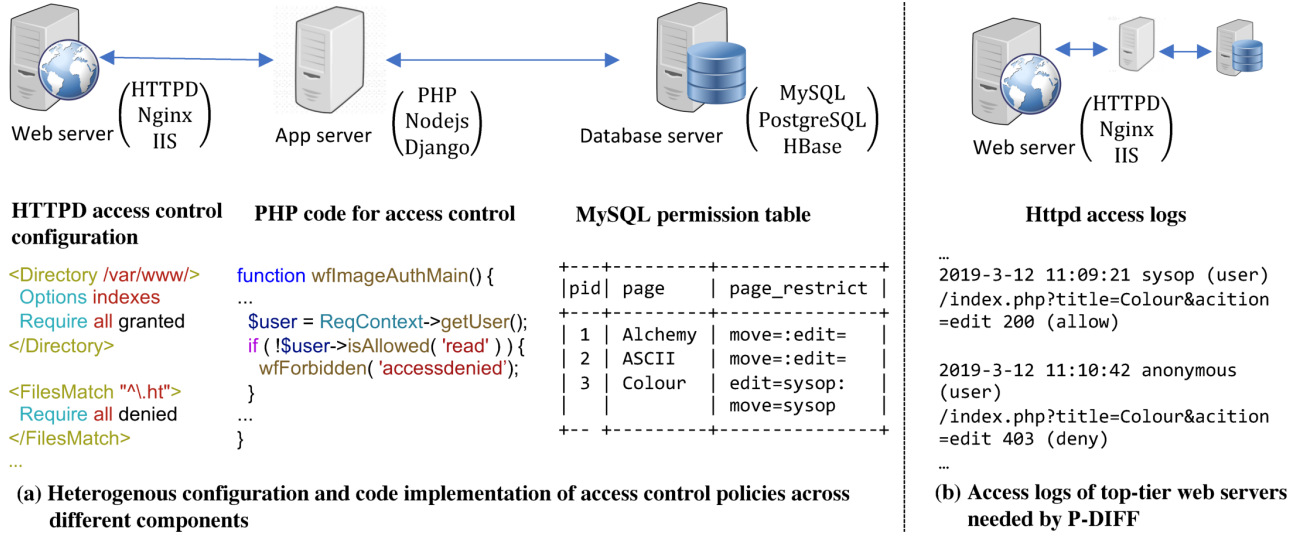 Web server
HTTPD
Nginx
IIS
App server
PHP
Nodejs
Django
Database server
MySQL
PostgreSQL
HBase
HTTPD access control
configuration
<Directory /var/www/>
Options indexes
Require all granted
</Directory>
<FilesMatch "^\.ht">
Require all denied
</FilesMatch>
...
PHP code for access control
function wfImageAuthMain() {
...
$user = ReqContext->getUser();
if ( !$user->isAllowed( 'read' ) ) {
wfForbidden( 'accessdenied’);
}
...
}
MySQL permission table
+---+---------+---------------+
|pid| page | page_restrict |
+---+---------+---------------+
| 1 | Alchemy | move=:edit= |
| 2 | ASCII | move=:edit= |
| 3 | Colour | edit=sysop: |
| | | move=sysop |
+-- +---------+---------------+
(a) Heterogenous configuration and code implementation of access control policies across
different components
Web server
HTTPD
Nginx
IIS
Httpd access logs
…
2019-3-12 11:09:21 sysop (user)
/index.php?title=Colour&acition
=edit 200 (allow)
2019-3-12 11:10:42 anonymous
(user)
/index.php?title=Colour&acition
=edit 403 (deny)
…
(b) Access logs of top-tier web servers
needed by P-DIFF